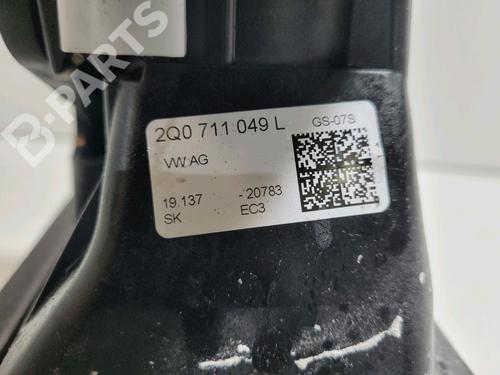 2Q0 711 049 L GS-07S
VW AG
19.137 - 20783
SK EC3
B-PARTS